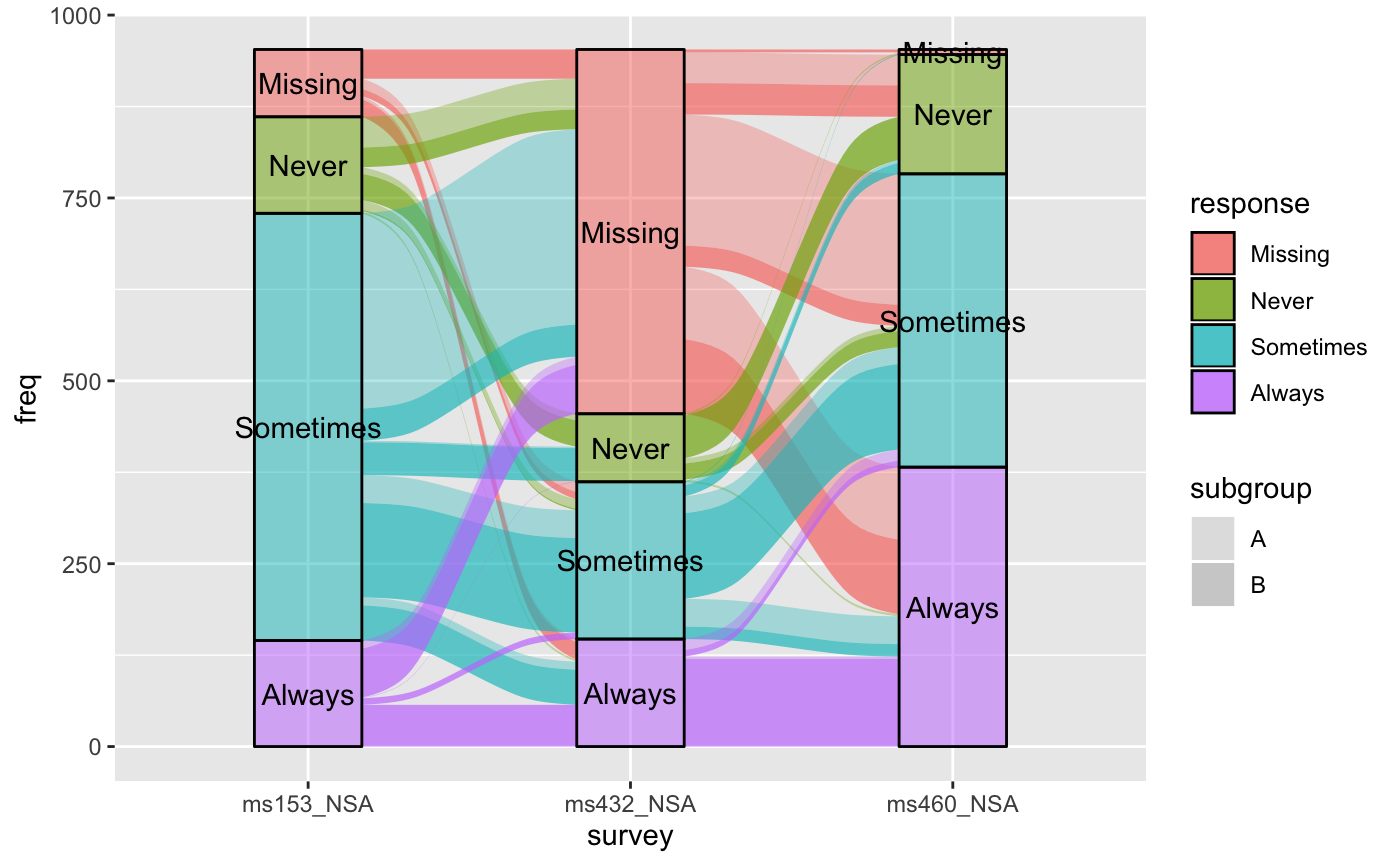 1000
750
500
250
0
freq
Missing
Never
Sometimes
Always
Missing
Never
Sometimes
Always
Missing
Never
Sometimes
Always
ms153_NSA
ms432_NSA
ms460_NSA
survey
response
Missing
Never
Sometimes
Always
subgroup
A
B